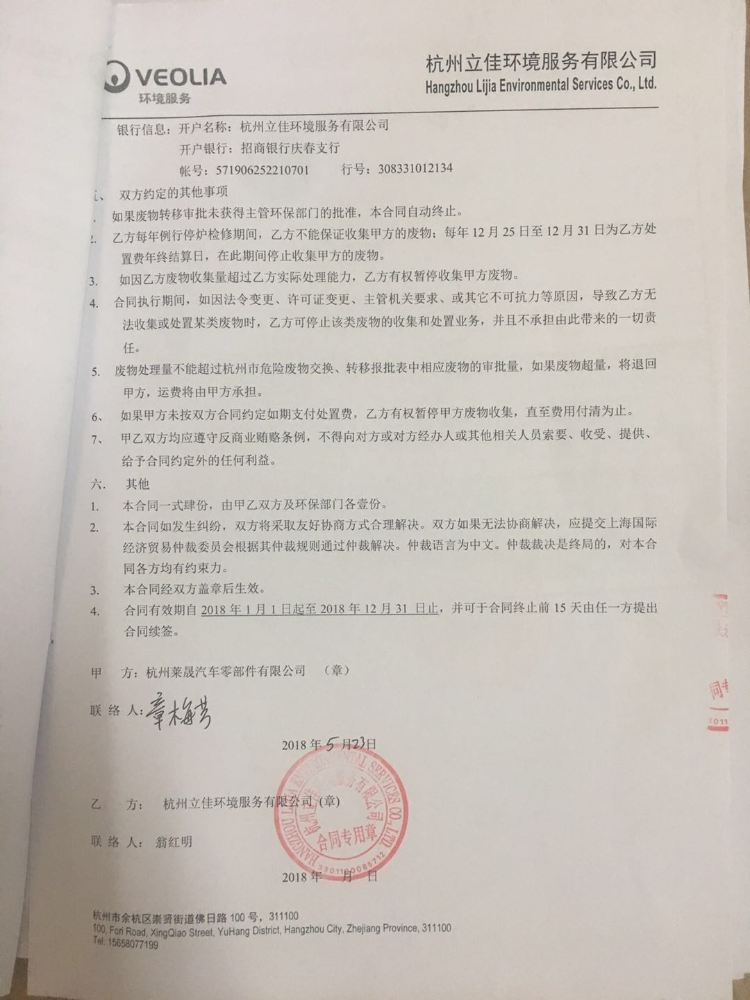 VEOLIA
环境服务
杭州立佳环境服务有限公司
Hangzhou Lijia Environmental Services Co., Ltd.
银行信息：开户名称：杭州立佳环境服务有限公司
开户银行：招商银行庆春支行
帐号：571906252210701 行号：308331012134
、 双方约定的其他事项
. 如果废物转移审批未获得主管环保部门的批准，本合同自动终止。
2. 乙方每年例行停炉检修期间，乙方不能保证收集甲方的废物；每年 12 月 25 日至 12 月 31 日为乙方处
置费年终结算日，在此期间停止收集甲方的废物。
3. 如因乙方废物收集量超过乙方实际处理能力，乙方有权暂停收集甲方废物。
4. 合同执行期间，如因法令变更、许可证变更、主管机关要求、或其它不可抗力等原因，导致乙方无
法收集或处置某类废物时，乙方可停止该类废物的收集和处置业务，并且不承担由此带来的一切责
任。
5. 废物处理量不能超过杭州市危险废物交换、转移报批表中相应废物的审批量，如果废物超量，将退回
甲方，运费将由甲方承担。
6、 如果甲方未按双方合同约定如期支付处置费，乙方有权暂停甲方废物收集，直至费用付清为止。
7、 甲乙双方均应遵守反商业贿赂条例，不得向对方或对方经办人或其他相关人员索要、收受、提供、
给予合同约定外的任何利益。
六. 其他
1. 本合同一式肆份，由甲乙双方及环保部门各壹份。
2. 本合同如发生纠纷，双方将采取友好协商方式合理解决。双方如果无法协商解决，应提交上海国际
经济贸易仲裁委员会根据其仲裁规则通过仲裁解决。仲裁语言为中文。仲裁裁决是终局的，对本合
同各方均有约束力。
3. 本合同经双方盖章后生效。
4. 合同有效期自 2018 年 1 月 1 日起至 2018 年 12 月 31 日止，并可于合同终止前 15 天由任一方提出
合同续签。
甲 方：杭州莱晟汽车零部件有限公司 （章）
联 络 人：章梅芳
2018 年 5 月 23 日
乙 方： 杭州立佳环境服务有限公司 (章)
联 络 人： 翁红明
2018 年 月 日
HANGZHOU LIJIA ENVIRONMENTAL SERVICES CO., LTD.
杭州立佳环境服务有限公司
合同专用章
3301100085712
同专
3011
杭州市余杭区崇贤街道佛日路 100 号，311100
100, Fori Road, XingQiao Street, YuHang District, Hangzhou City, Zhejiang Province, 311100
Tel: 15658077199